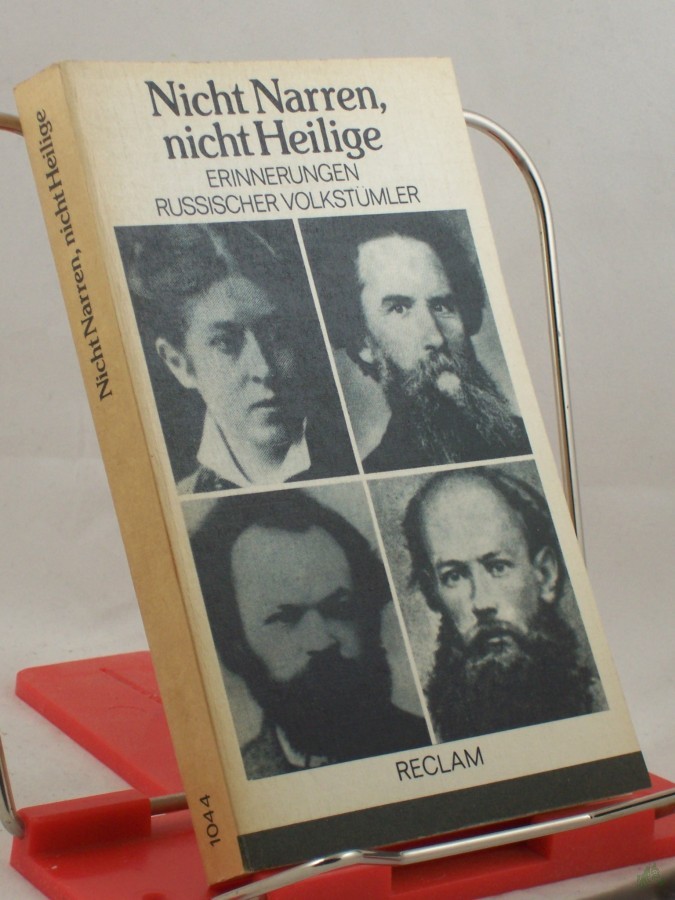 Nicht Narren,
nicht Heilige
ERINNERUNGEN
RUSSISCHER VOLKSTÜMLER
RECLAM
Nicht Narren, nicht Heilige
1044